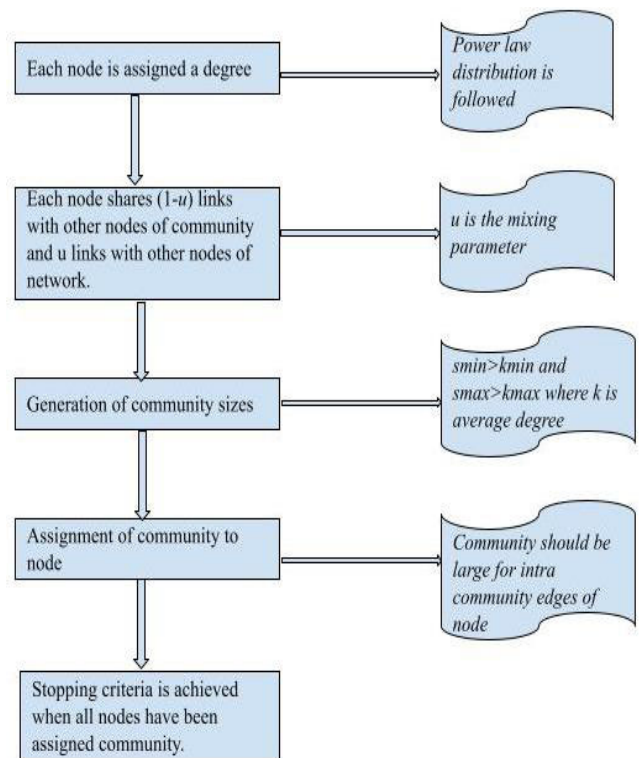 Each node is assigned a degree
Power law
distribution is
followed
Each node shares (1-u) links
with other nodes of community
and u links with other nodes of
network.
u is the mixing
parameter
Generation of community sizes
smin>kmin and
smax>kmax where k is
average degree
Assignment of community to
node
Community should be
large for intra
community edges of
node
Stopping criteria is achieved
when all nodes have been
assigned community.